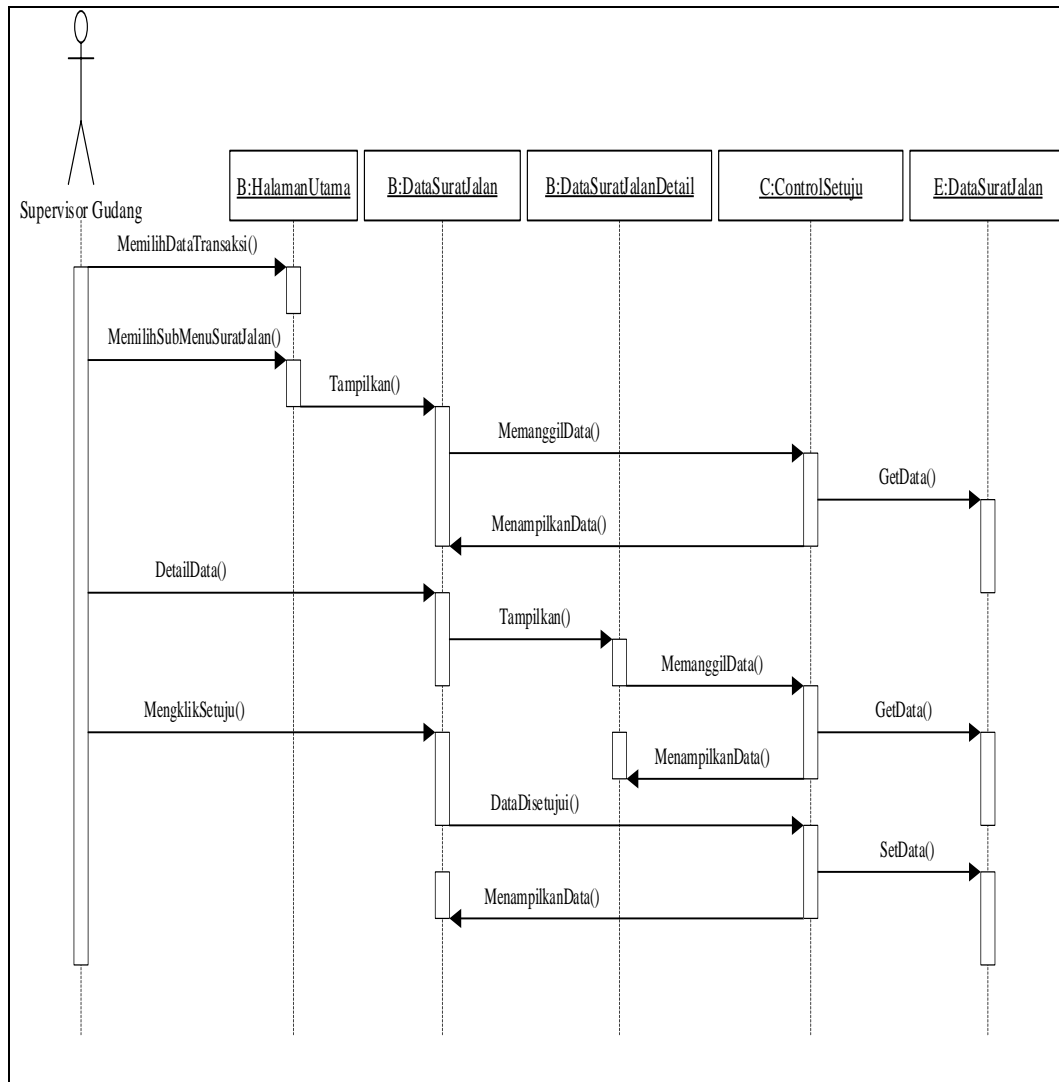 Supervisor Gudang
B:HalamanUtama
B:DataSuratJalan
B:DataSuratJalanDetail
C:ControlSetuju
E:DataSuratJalan
MemilihDataTransaksi()
MemilihSubMenuSuratJalan()
Tampilkan()
MemanggilData()
GetData()
MenampilkanData()
DetailData()
Tampilkan()
MemanggilData()
MengklikSetuju()
GetData()
MenampilkanData()
DataDisetujui()
SetData()
MenampilkanData()